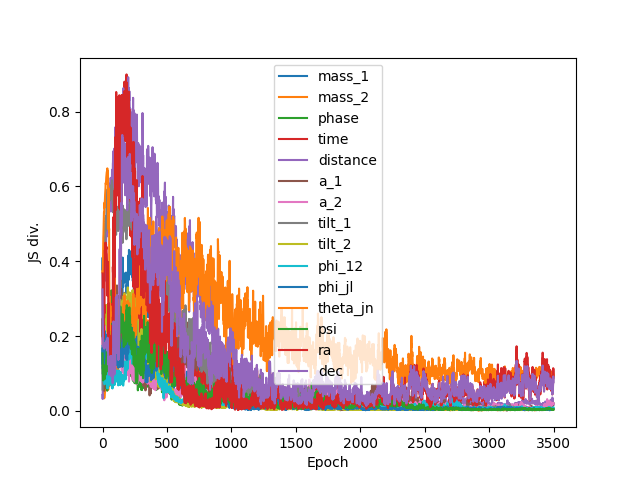 JS div.
0.8
0.6
0.4
0.2
0.0
mass_1
mass_2
phase
time
distance
a_1
a_2
tilt_1
tilt_2
phi_12
phi_jl
theta_jn
psi
ra
dec
0 500 1000 1500 2000 2500 3000 3500
Epoch